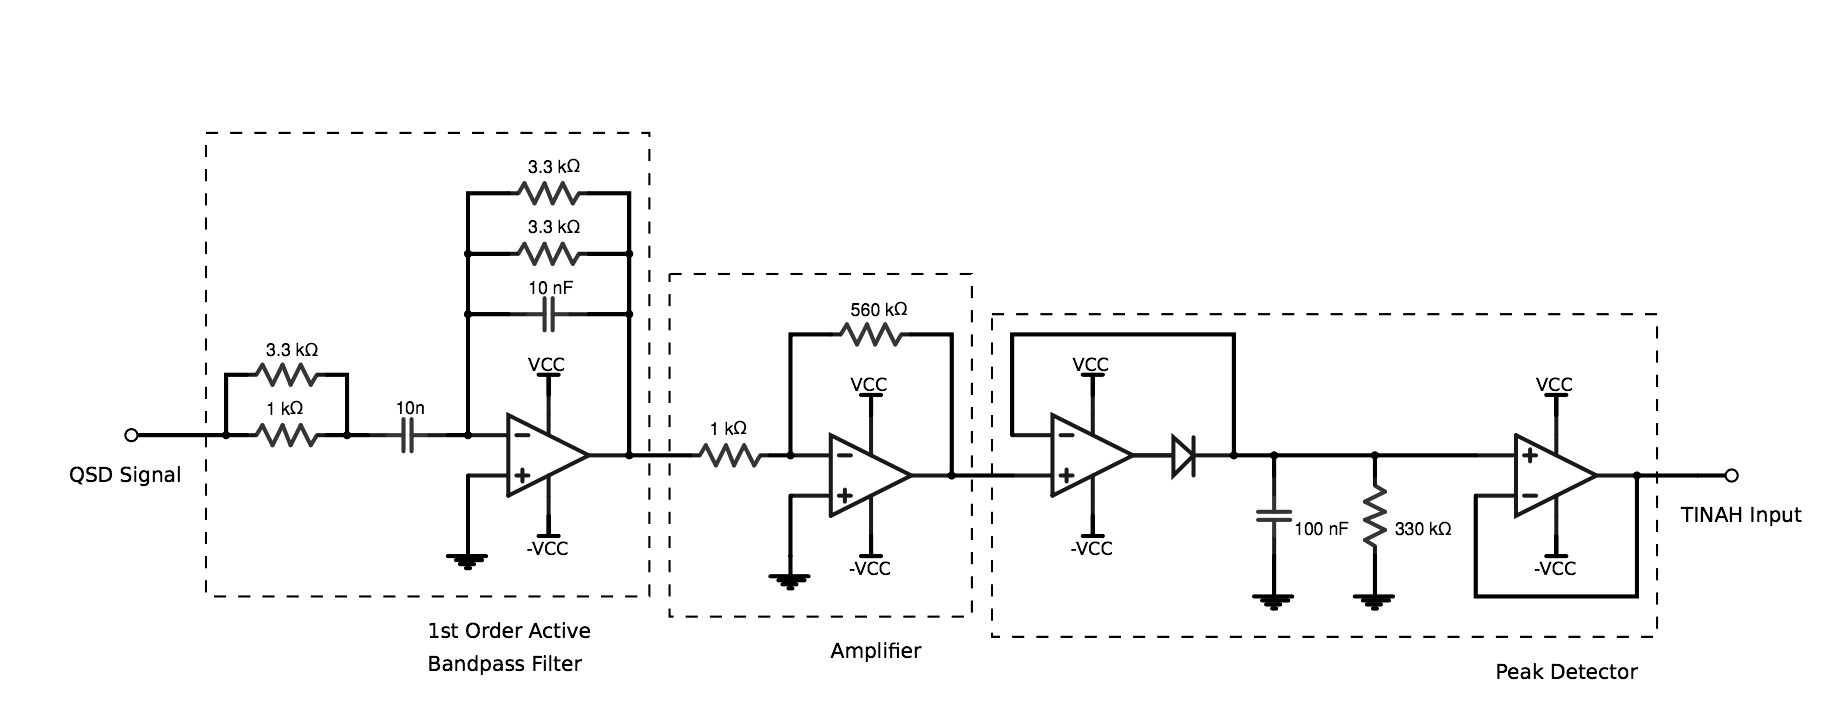 3.3 kΩ
3.3 kΩ
10 nF
3.3 kΩ
1 kΩ
10n
VCC
-
+
-VCC
QSD Signal
1st Order Active
Bandpass Filter
560 kΩ
1 kΩ
VCC
-
+
-VCC
Amplifier
VCC
-
+
-VCC
100 nF
330 kΩ
VCC
+
-
-VCC
TINAH Input
Peak Detector